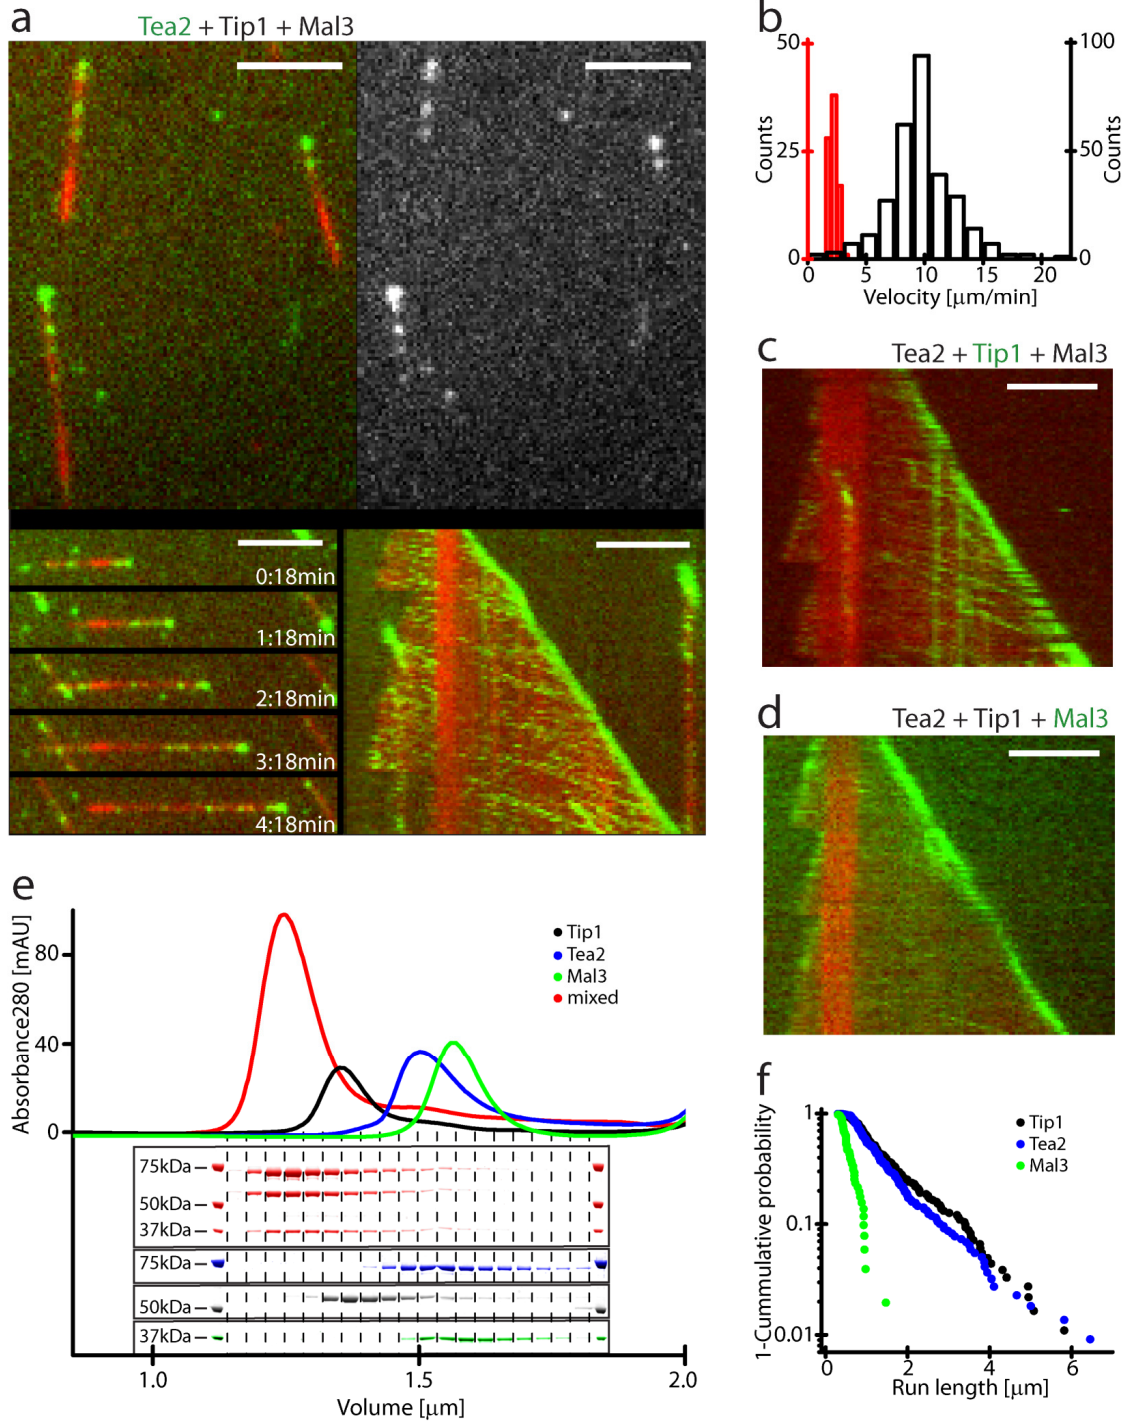 a
Tea2 + Tip1 + Mal3
0:18min
1:18min
2:18min
3:18min
4:18min
b
50
25
0
Counts
100
50
0
Counts
0 5 10 15 20
Velocity [μm/min]
c
Tea2 + Tip1 + Mal3
d
Tea2 + Tip1 + Mal3
e
Absorbance280 [mAU]
80
40
0
Tip1
Tea2
Mal3
mixed
75kDa
50kDa
37kDa
75kDa
50kDa
37kDa
1.0 1.5 2.0
Volume [μm]
f
1-Cummulative probability
1
0.1
0.01
Tip1
Tea2
Mal3
0 2 4 6
Run length [μm]